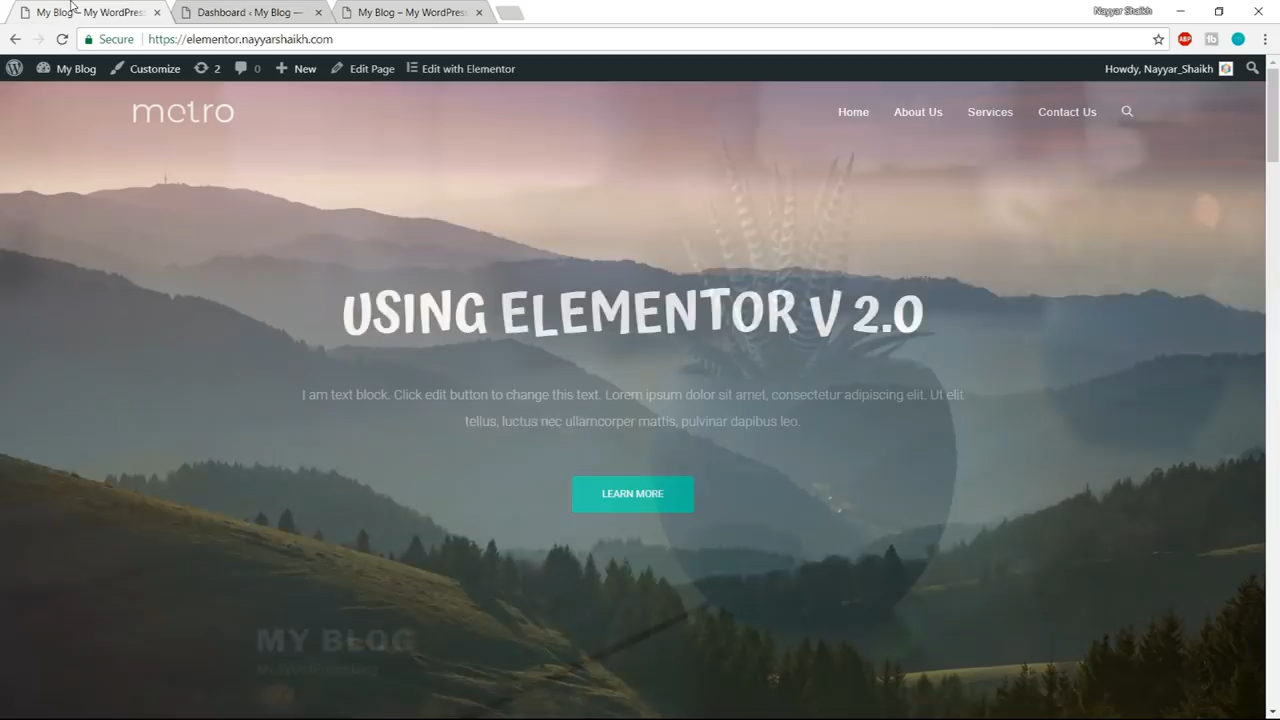 My Blog – My WordPress
Dashboard ‹ My Blog —
My Blog – My WordPress
Nayyar Shaikh
Secure
https://elementor.nayyarshaikh.com
My Blog
Customize
2
0
New
Edit Page
Edit with Elementor
Howdy, Nayyar_Shaikh
metro
Home
About Us
Services
Contact Us
USING ELEMENTOR V 2.0
I am text block. Click edit button to change this text. Lorem ipsum dolor sit amet, consectetur adipiscing elit. Ut elit
tellus, luctus nec ullamcorper mattis, pulvinar dapibus leo.
LEARN MORE
MY BLOG